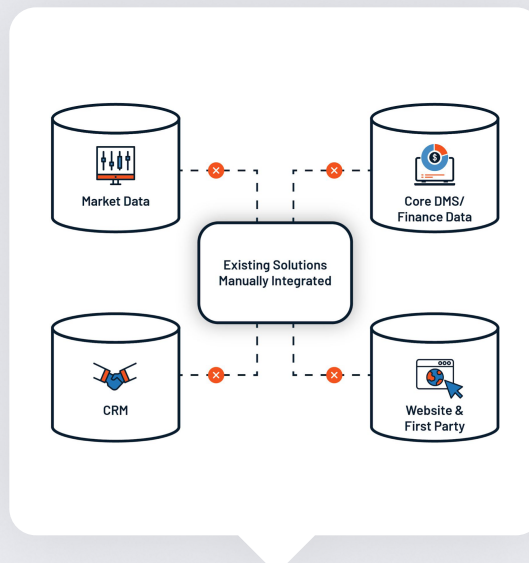 Market Data
Core DMS/
Finance Data
Existing Solutions
Manually Integrated
CRM
Website &
First Party